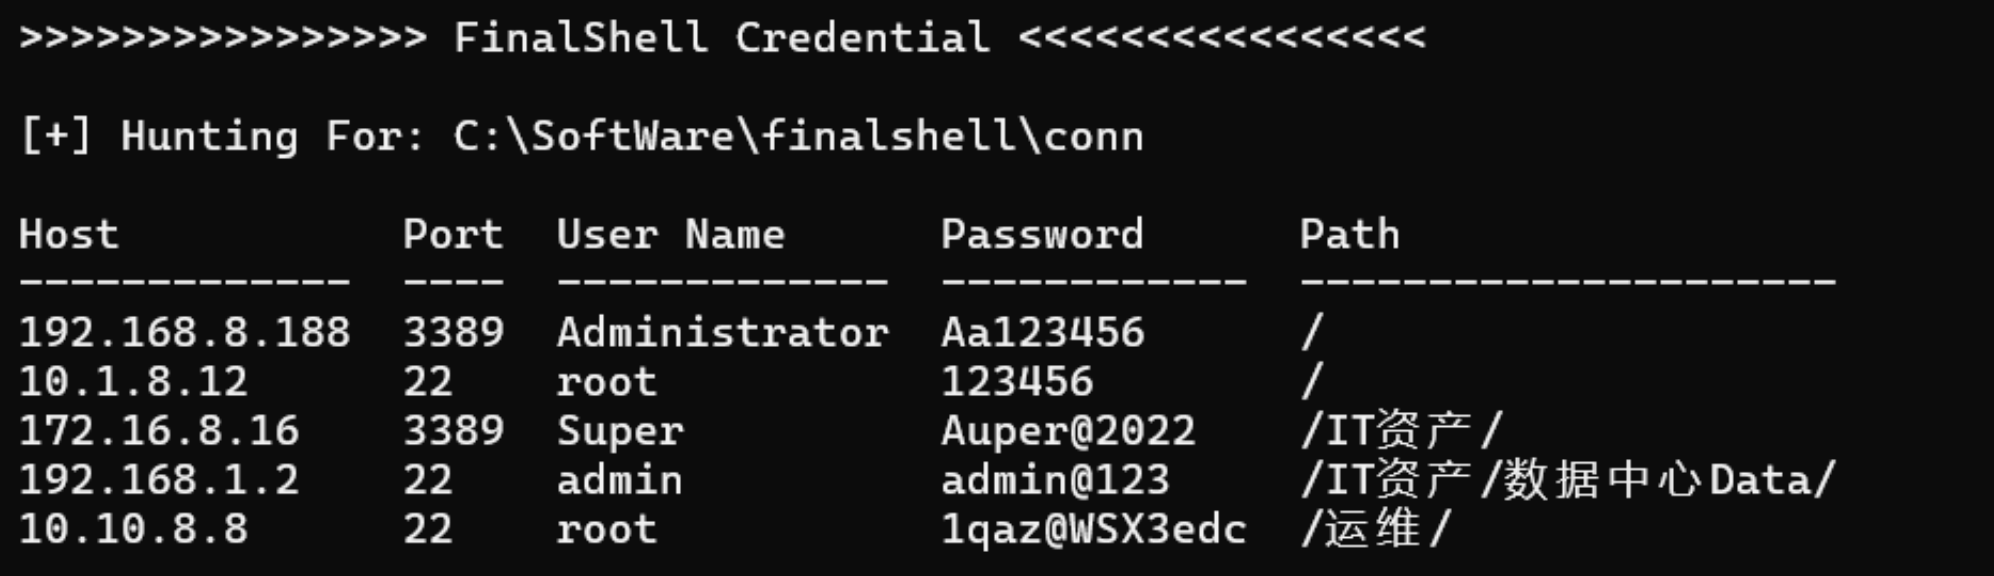 >>>>>>>>>>>>>>>> FinalShell Credential <<<<<<<<<<<<<<<<
[+] Hunting For: C:\SoftWare\finalshell\conn
Host           Port  User Name      Password      Path
-------------  ----  -------------  ------------  ---------------------
192.168.8.188  3389  Administrator  Aa123456      /
10.1.8.12      22    root           123456        /
172.16.8.16    3389  Super          Auper@2022    /IT资产/
192.168.1.2    22    admin          admin@123     /IT资产/数据中心Data/
10.10.8.8      22    root           1qaz@WSX3edc  /运维/